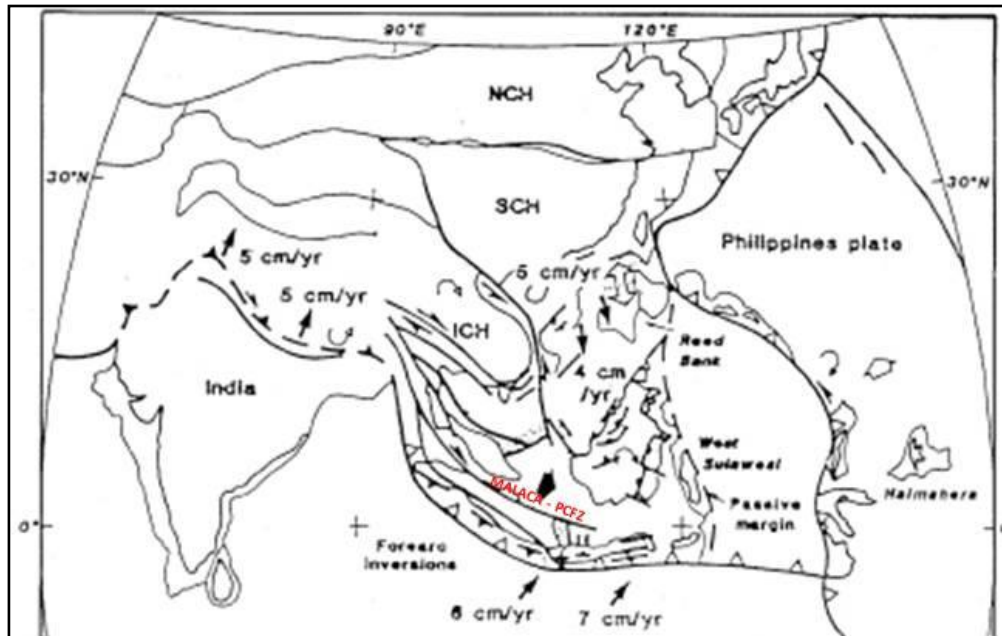 90°E
120°E
NCH
30°N
30°N
SCH
Philippines plate
5 cm/yr
5 cm/yr
5 cm/yr
ICH
Reed
Bank
India
4 cm
/yr
West
Sulawesi
MALACA - PCFZ
Halmahera
Passive
margin
0°
Forearc
inversions
6 cm/yr
7 cm/yr